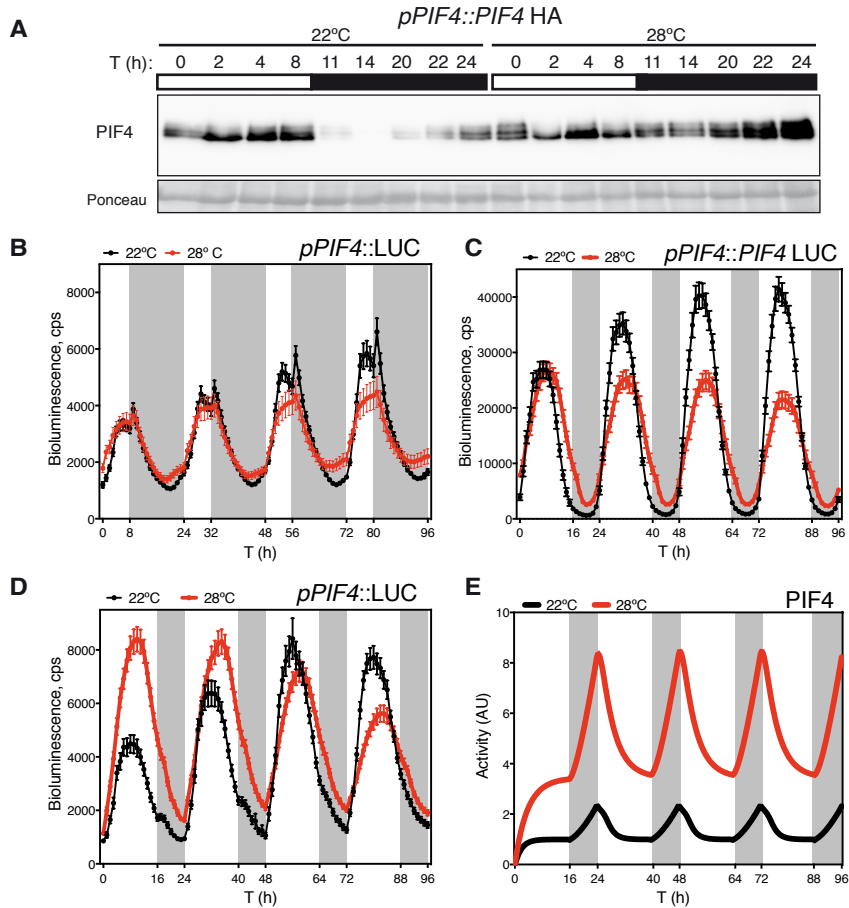 A
pPIF4::PIF4 HA
22ºC 28ºC
T (h): 0 2 4 8 11 14 20 22 24 0 2 4 8 11 14 20 22 24
PIF4
Ponceau
B
22ºC 28º C
pPIF4::LUC
Bioluminescence, cps
8000
6000
4000
2000
0
0 8 24 32 48 56 72 80 96
T (h)
C
pPIF4::PIF4 LUC
22ºC 28ºC
Bioluminescence, cps
40000
30000
20000
10000
0
0 16 24 40 48 64 72 88 96
T (h)
D
pPIF4::LUC
22ºC 28ºC
Bioluminescence, cps
8000
6000
4000
2000
0
0 16 24 40 48 64 72 88 96
T (h)
E
22ºC 28ºC
PIF4
Activity (AU)
10
8
6
4
2
0
0 16 24 40 48 64 72 88 96
T (h)